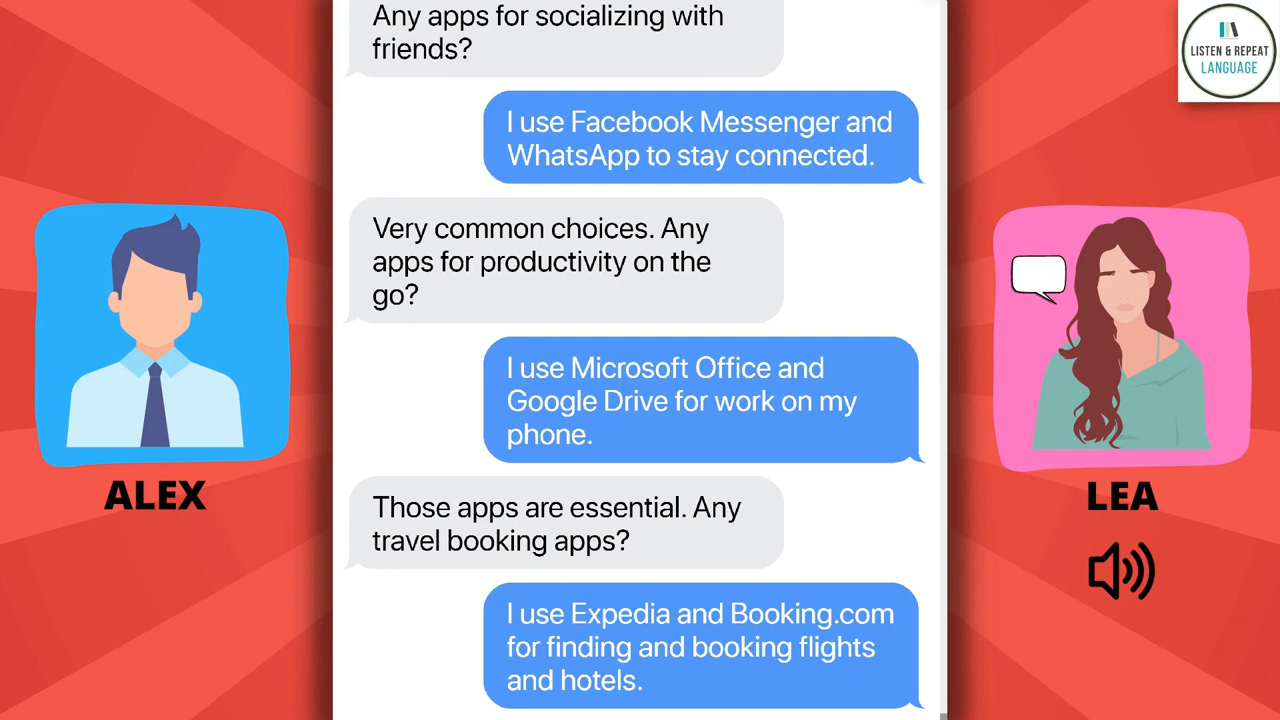 Any apps for socializing with
friends?
LISTEN & REPEAT
LANGUAGE
I use Facebook Messenger and
WhatsApp to stay connected.
Very common choices. Any
apps for productivity on the
go?
I use Microsoft Office and
Google Drive for work on my
phone.
ALEX
LEA
Those apps are essential. Any
travel booking apps?
I use Expedia and Booking.com
for finding and booking flights
and hotels.